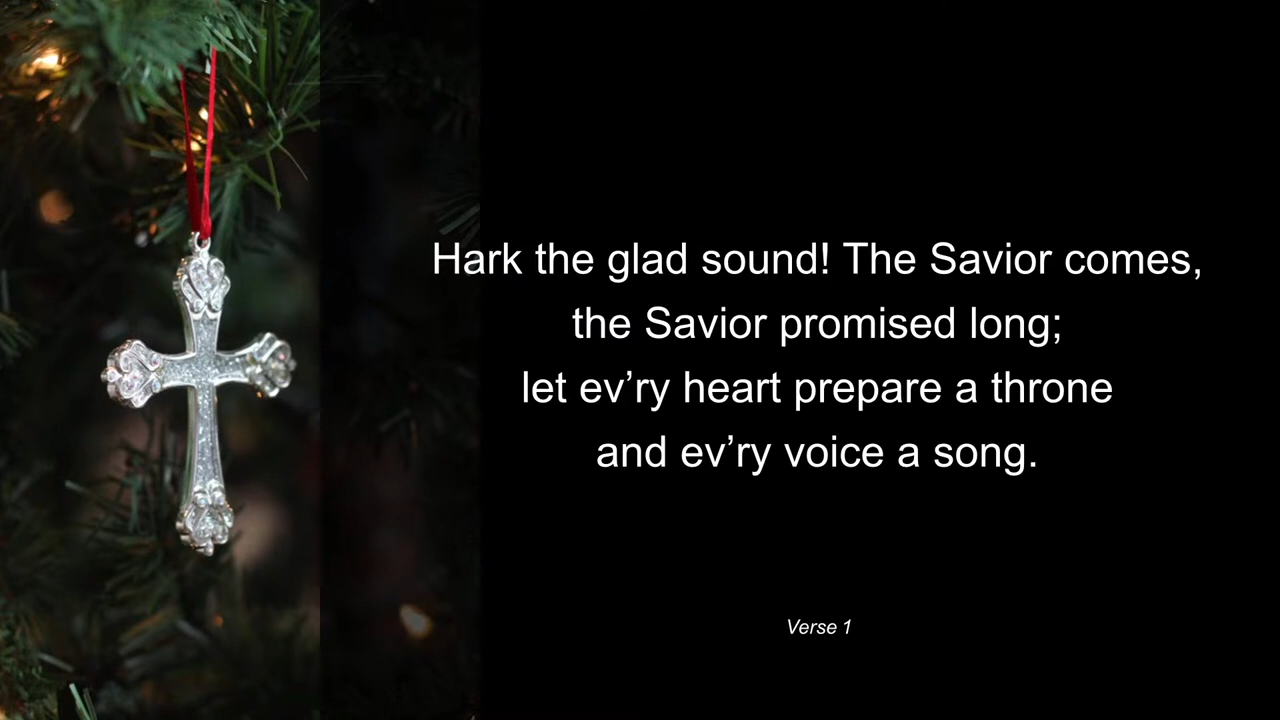 Hark the glad sound! The Savior comes,
the Savior promised long;
let ev’ry heart prepare a throne
and ev’ry voice a song.
Verse 1